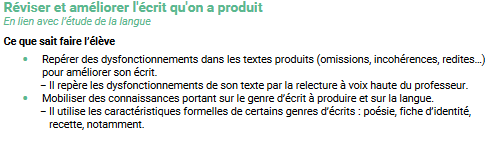 Réviser et améliorer l'écrit qu'on a produit
En lien avec l'étude de la langue
Ce que sait faire l'élève
• Repérer des dysfonctionnements dans les textes produits (omissions, incohérences, redites…)
pour améliorer son écrit.
– Il repère les dysfonctionnements de son texte par la relecture à voix haute du professeur.
• Mobiliser des connaissances portant sur le genre d'écrit à produire et sur la langue.
– Il utilise les caractéristiques formelles de certains genres d'écrits : poésie, fiche d'identité,
recette, notamment.